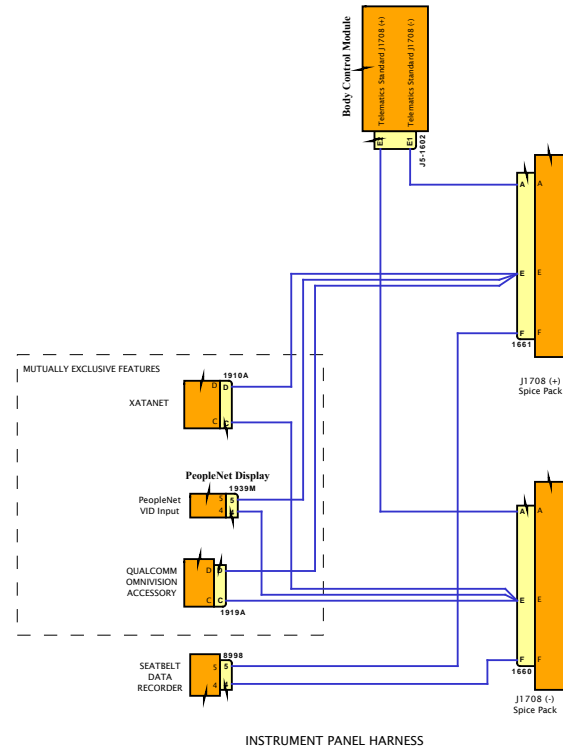 Body Control Module
Telematics Standard J1708 (+)
Telematics Standard J1708 (-)
E2
E1
J5-1602
A
A
E
E
F
F
1661
J1708 (+)
Spice Pack
MUTUALLY EXCLUSIVE FEATURES
1910A
XATANET
D
D
C
C
PeopleNet Display
1939M
PeopleNet
VID Input
5
5
4
4
QUALCOMM
OMNIVISION
ACCESSORY
D
D
C
C
1919A
A
A
E
E
F
F
1660
J1708 (-)
Spice Pack
8998
SEATBELT
DATA
RECORDER
5
5
4
4
INSTRUMENT PANEL HARNESS